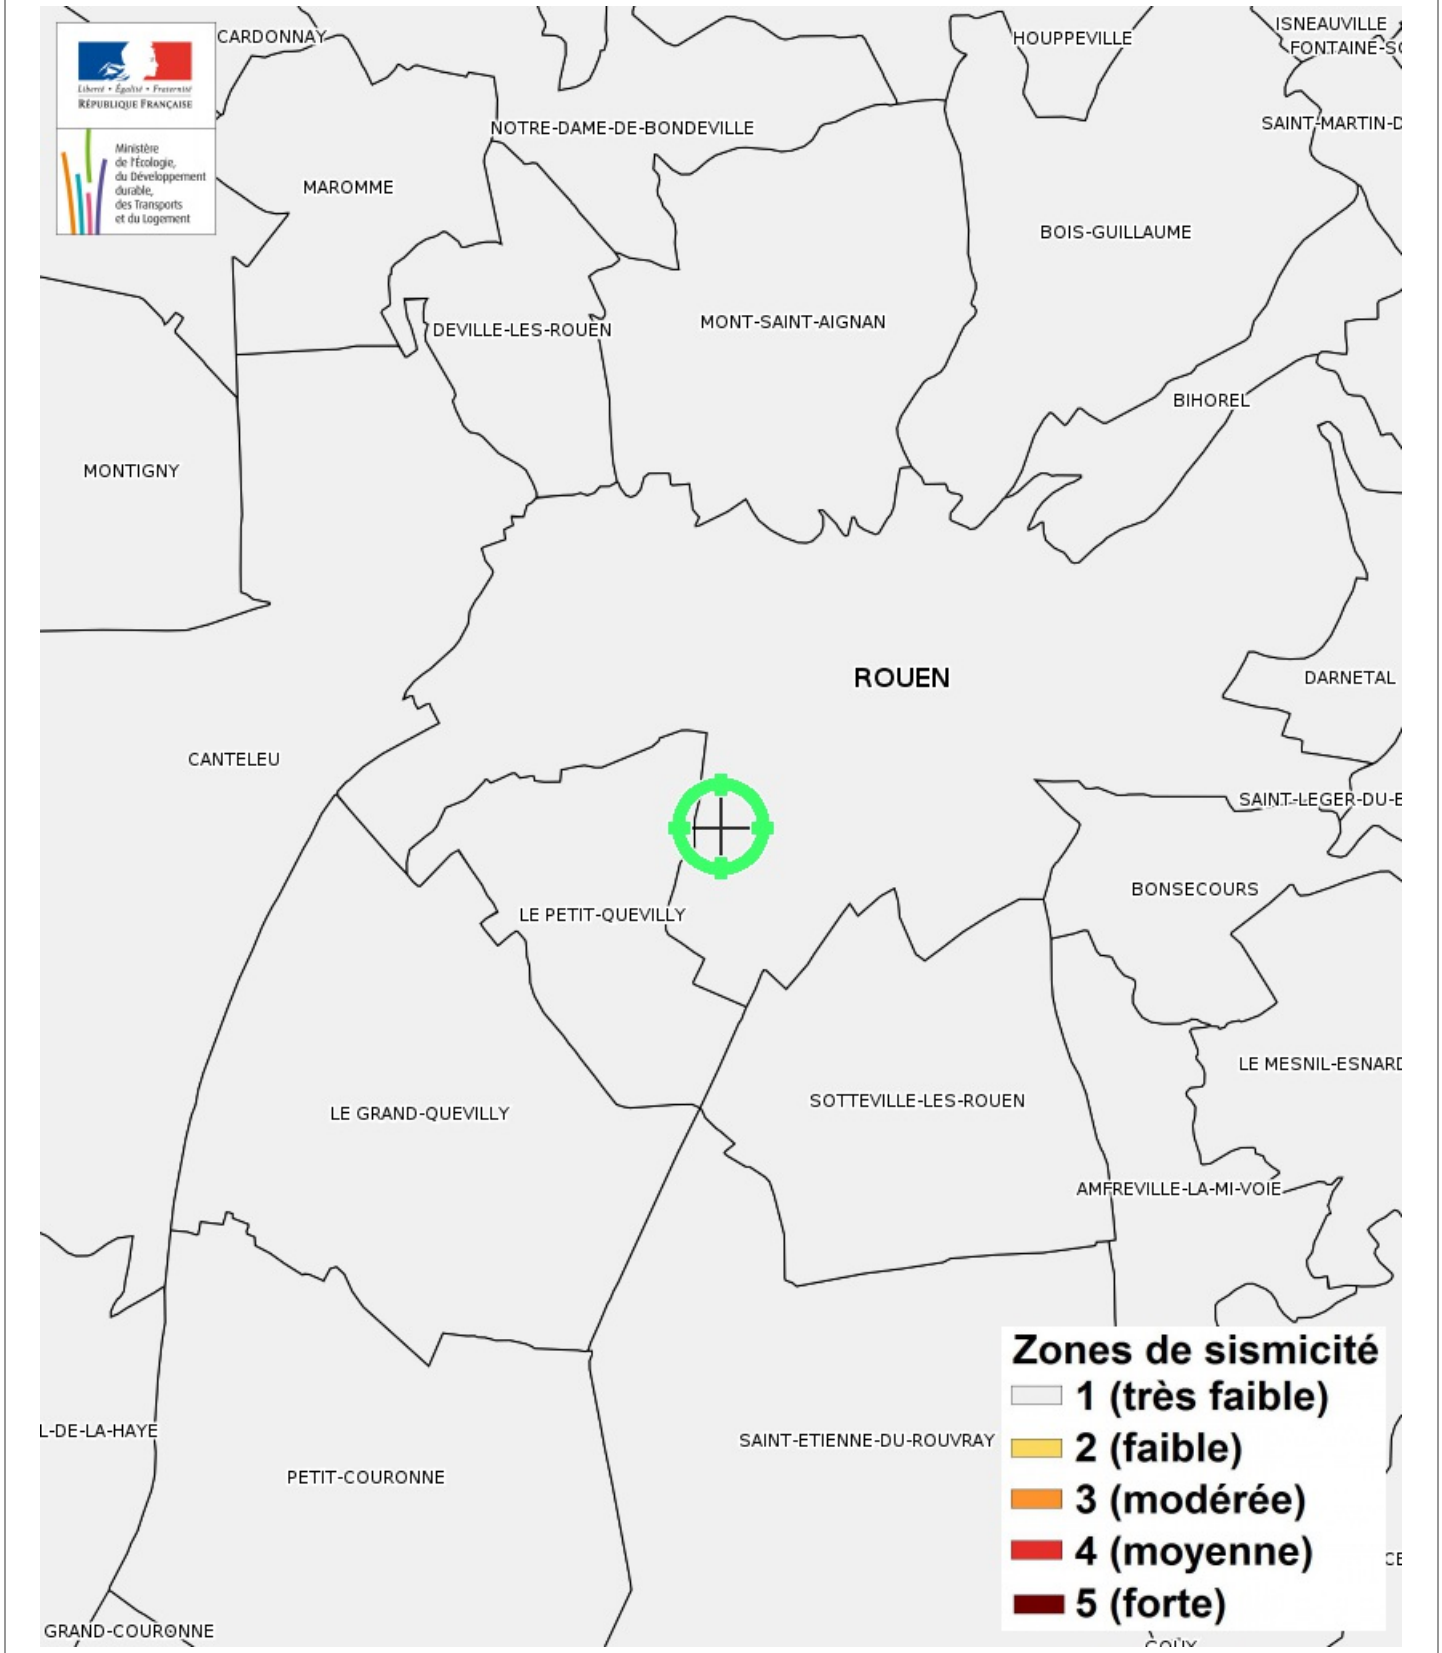 CARDONNAY
HOUPPEVILLE
ISNEAUVILLE
FONTAINE-SO
Liberté • Égalité • Fraternité
RÉPUBLIQUE FRANÇAISE
NOTRE-DAME-DE-BONDEVILLE
SAINT-MARTIN-D
Ministère
de l'Écologie,
du Développement
durable,
des Transports
et du Logement
MAROMME
BOIS-GUILLAUME
DEVILLE-LES-ROUEN
MONT-SAINT-AIGNAN
BIHOREL
MONTIGNY
ROUEN
DARNETAL
CANTELEU
SAINT-LEGER-DU-B
BONSECOURS
LE PETIT-QUEVILLY
LE MESNIL-ESNARD
LE GRAND-QUEVILLY
SOTTEVILLE-LES-ROUEN
AMFREVILLE-LA-MI-VOIE
L-DE-LA-HAYE
SAINT-ETIENNE-DU-ROUVRAY
PETIT-COURONNE
GRAND-COURONNE
Zones de sismicité
1 (très faible)
2 (faible)
3 (modérée)
4 (moyenne)
5 (forte)